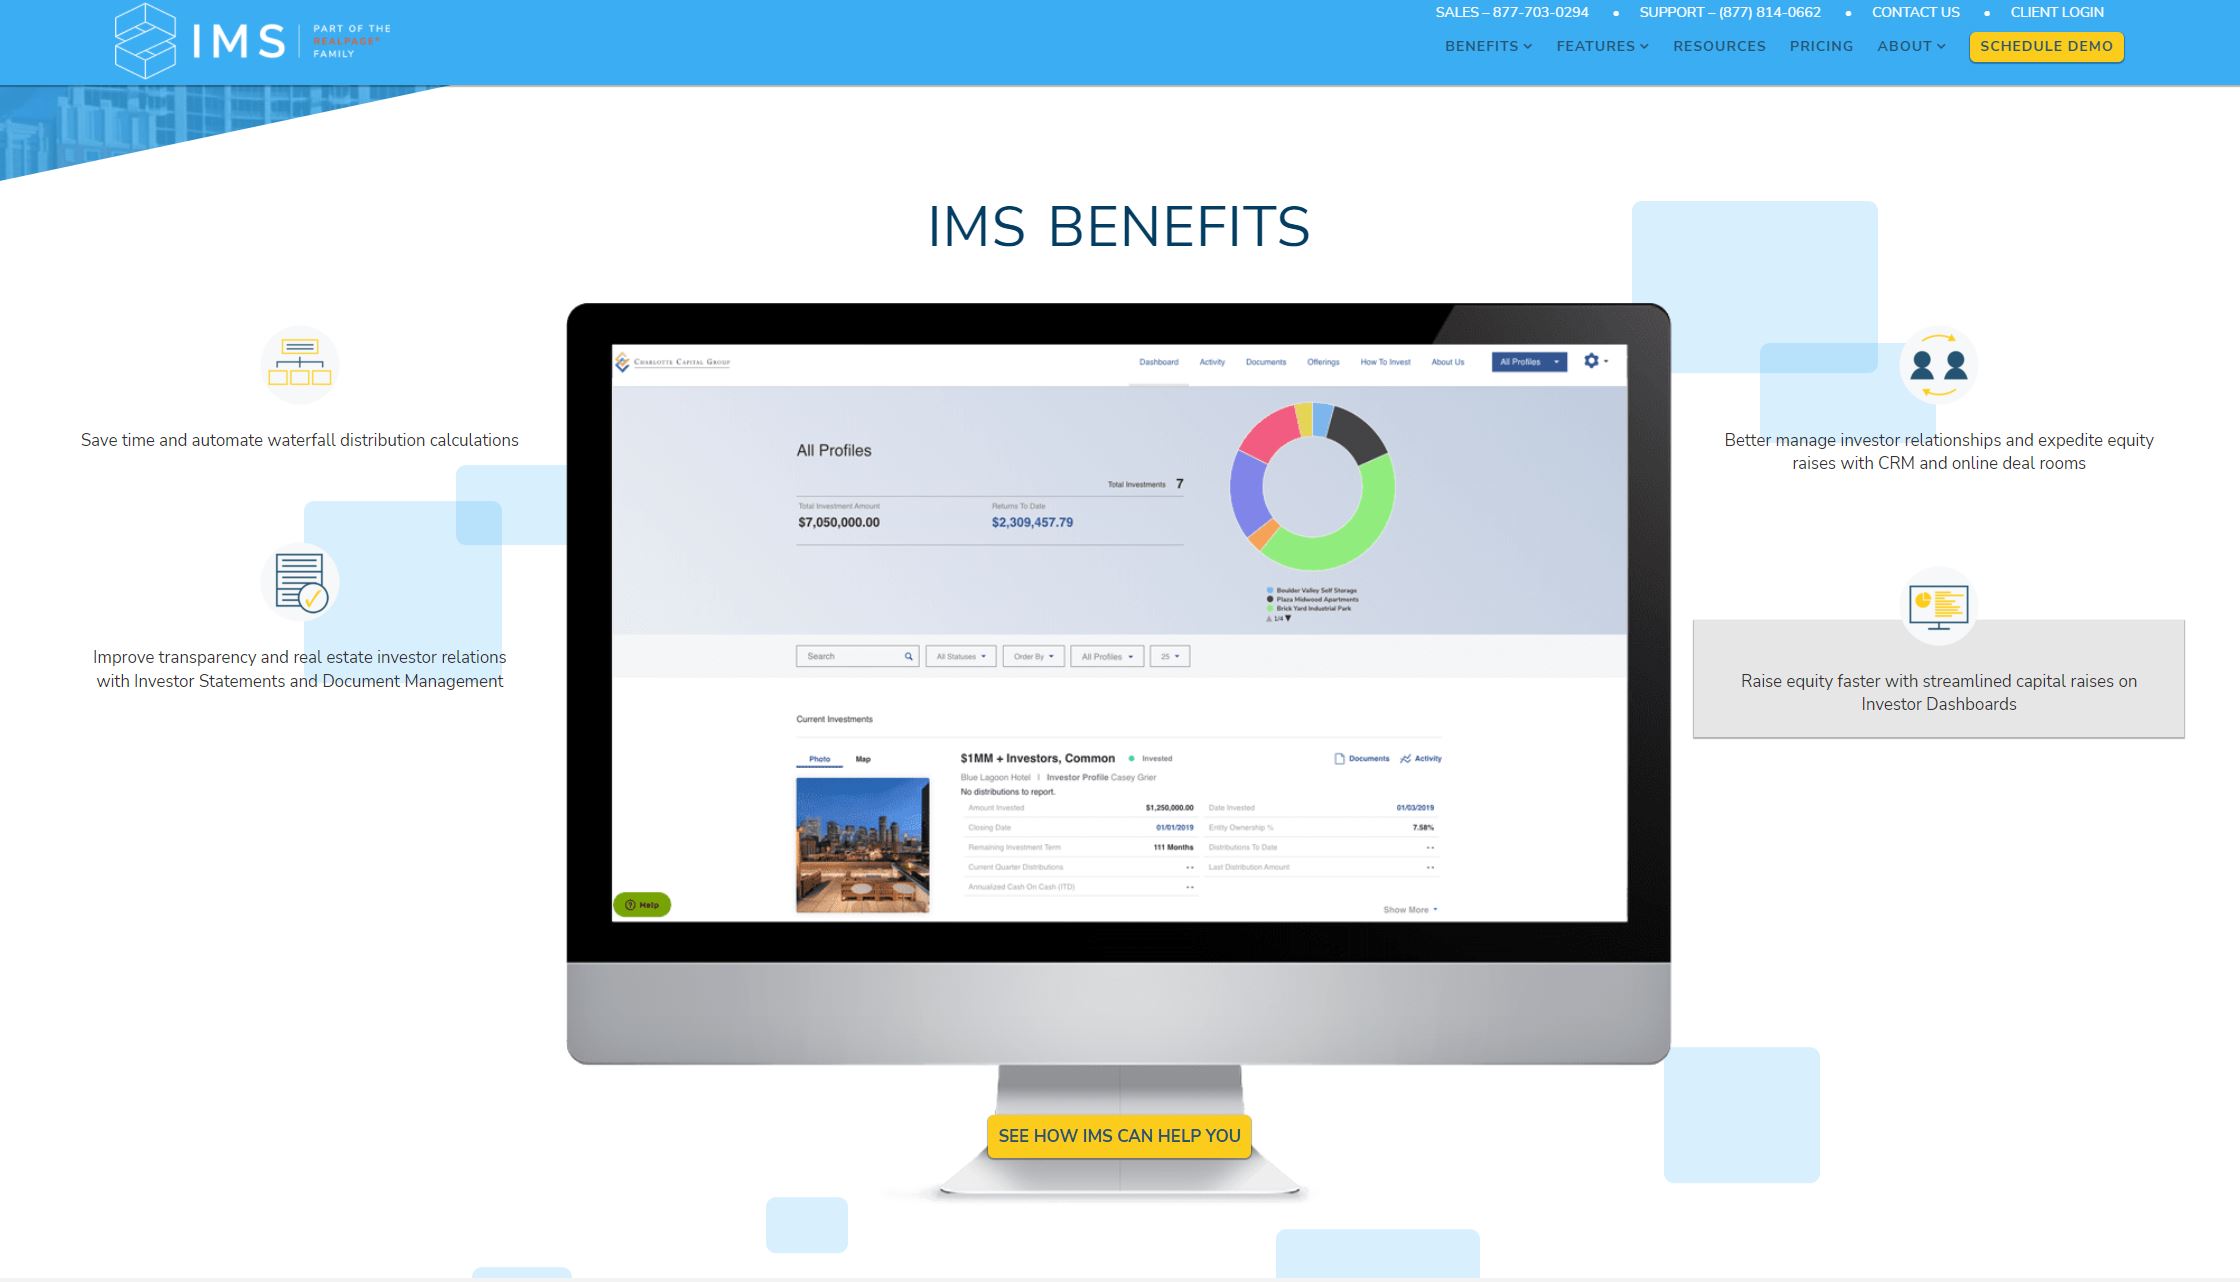 IMS
PART OF THE
REALPAGE®
FAMILY
SALES – 877-703-0294 • SUPPORT – (877) 814-0662 • CONTACT US • CLIENT LOGIN
BENEFITS FEATURES RESOURCES PRICING ABOUT SCHEDULE DEMO
IMS BENEFITS
Save time and automate waterfall distribution calculations
Improve transparency and real estate investor relations
with Investor Statements and Document Management
CHARLOTTE CAPITAL GROUP
Dashboard Activity Documents Offerings How To Invest About Us All Profiles
All Profiles
Total Investments 7
Total Investment Amount Returns To Date
$7,050,000.00 $2,309,457.79
Boulder Valley Self Storage
Plaza Midwood Apartments
Brick Yard Industrial Park
1/4
Search All Statuses Order By All Profiles 25
Current Investments
Photo Map
$1MM + Investors, Common Invested Documents Activity
Blue Lagoon Hotel | Investor Profile Casey Grier
No distributions to report.
Amount Invested $1,250,000.00 Date Invested 01/03/2019
Closing Date 01/01/2019 Entity Ownership % 7.58%
Remaining Investment Term 111 Months Distributions To Date --
Current Quarter Distributions -- Last Distribution Amount --
Annualized Cash On Cash (ITD) --
Show More
Help
Better manage investor relationships and expedite equity
raises with CRM and online deal rooms
Raise equity faster with streamlined capital raises on
Investor Dashboards
SEE HOW IMS CAN HELP YOU